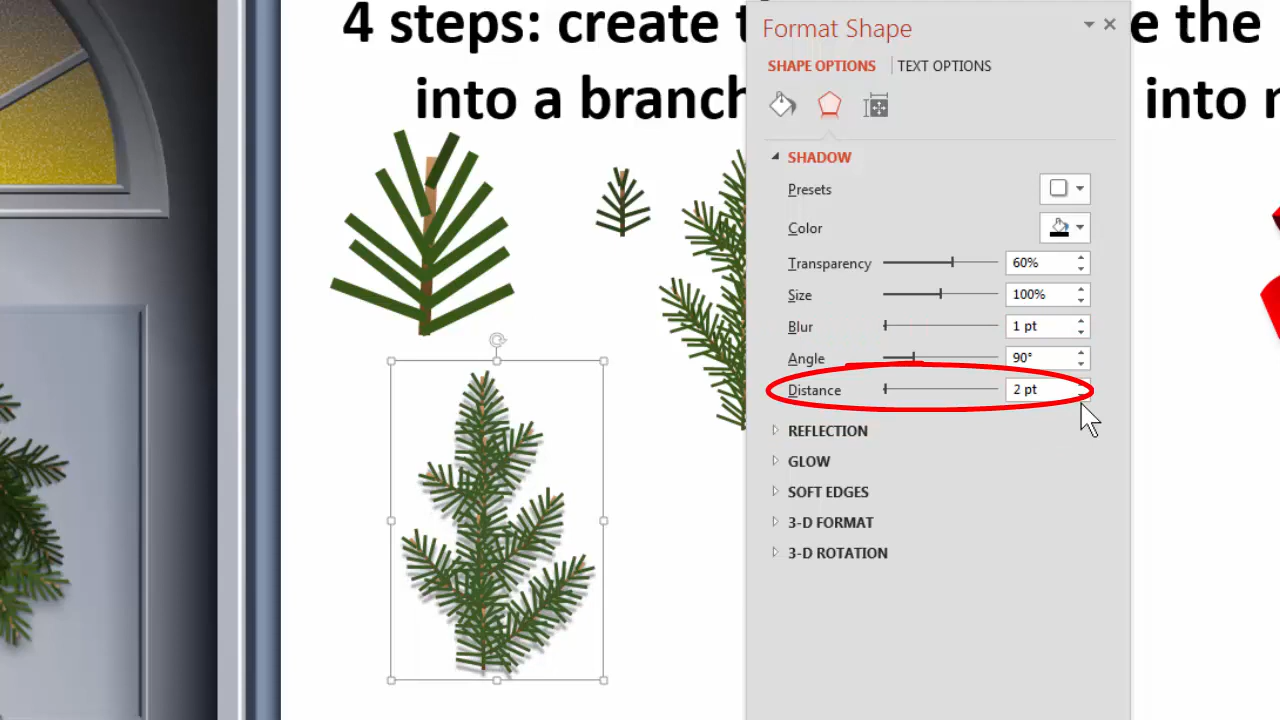 4 steps: create
e the
into a branch
into
Format Shape
SHAPE OPTIONS
TEXT OPTIONS
SHADOW
Presets
Color
Transparency 60%
Size 100%
Blur 1 pt
Angle 90°
Distance 2 pt
REFLECTION
GLOW
SOFT EDGES
3-D FORMAT
3-D ROTATION